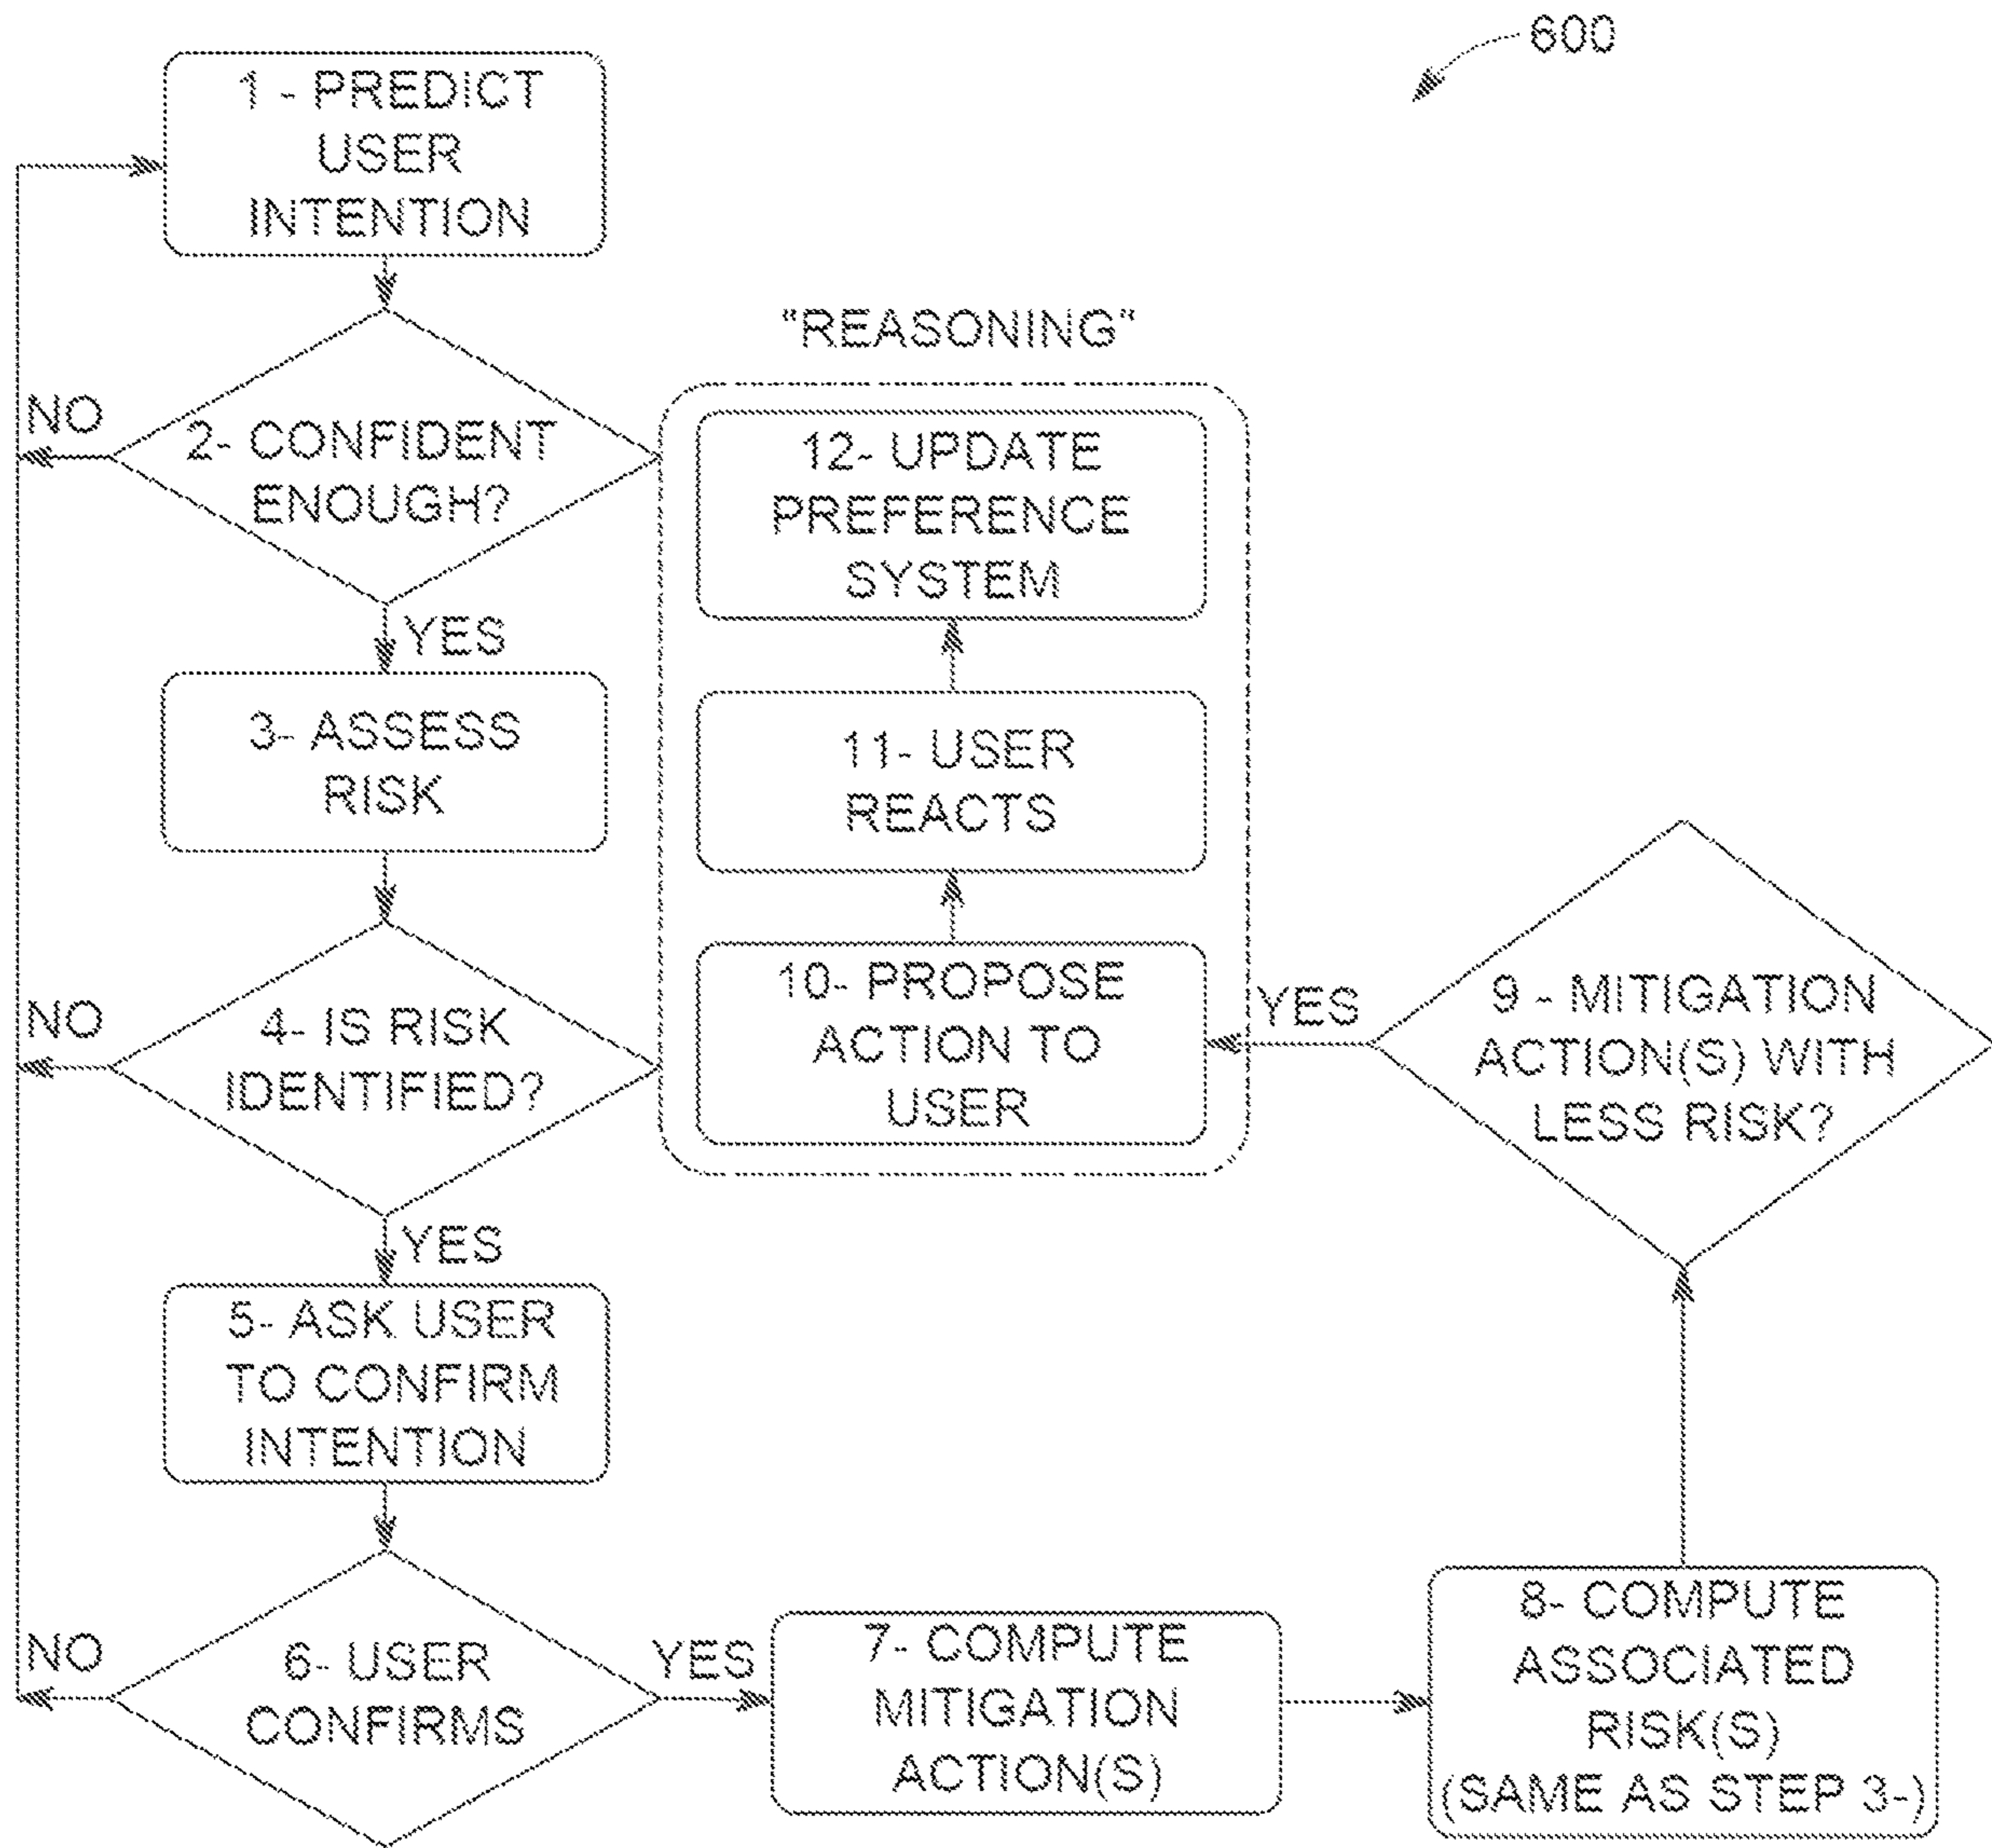 600
1 - PREDICT
USER
INTENTION
NO
2- CONFIDENT
ENOUGH?
YES
3- ASSESS
RISK
NO
4- IS RISK
IDENTIFIED?
YES
5- ASK USER
TO CONFIRM
INTENTION
NO
6- USER
CONFIRMS
YES
7- COMPUTE
MITIGATION
ACTION(S)
8- COMPUTE
ASSOCIATED
RISK(S)
(SAME AS STEP 3-)
9 - MITIGATION
ACTION(S) WITH
LESS RISK?
YES
"REASONING"
12- UPDATE
PREFERENCE
SYSTEM
11- USER
REACTS
10- PROPOSE
ACTION TO
USER